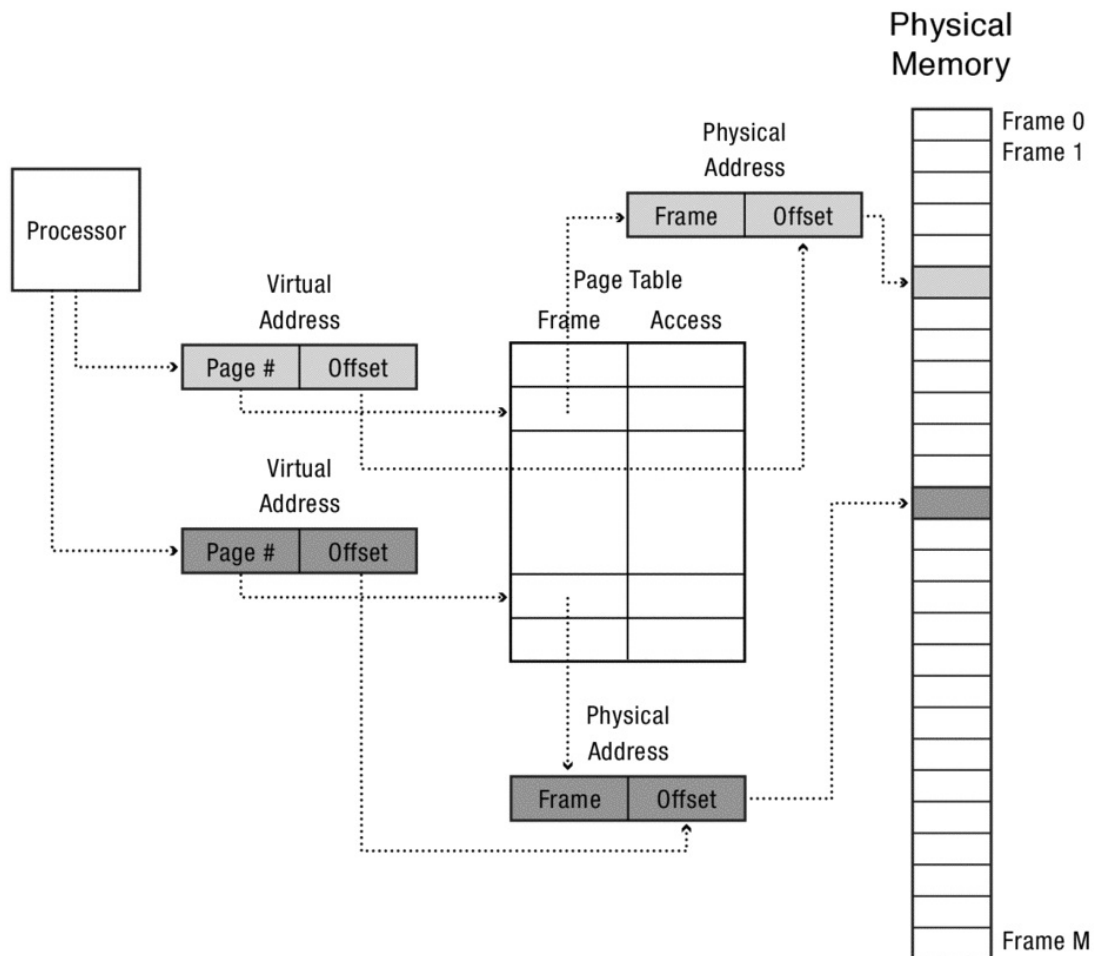 Physical
Memory
Frame 0
Frame 1
Physical
Address
Frame Offset
Processor
Virtual
Address
Page # Offset
Page Table
Frame Access
Virtual
Address
Page # Offset
Physical
Address
Frame Offset
Frame M